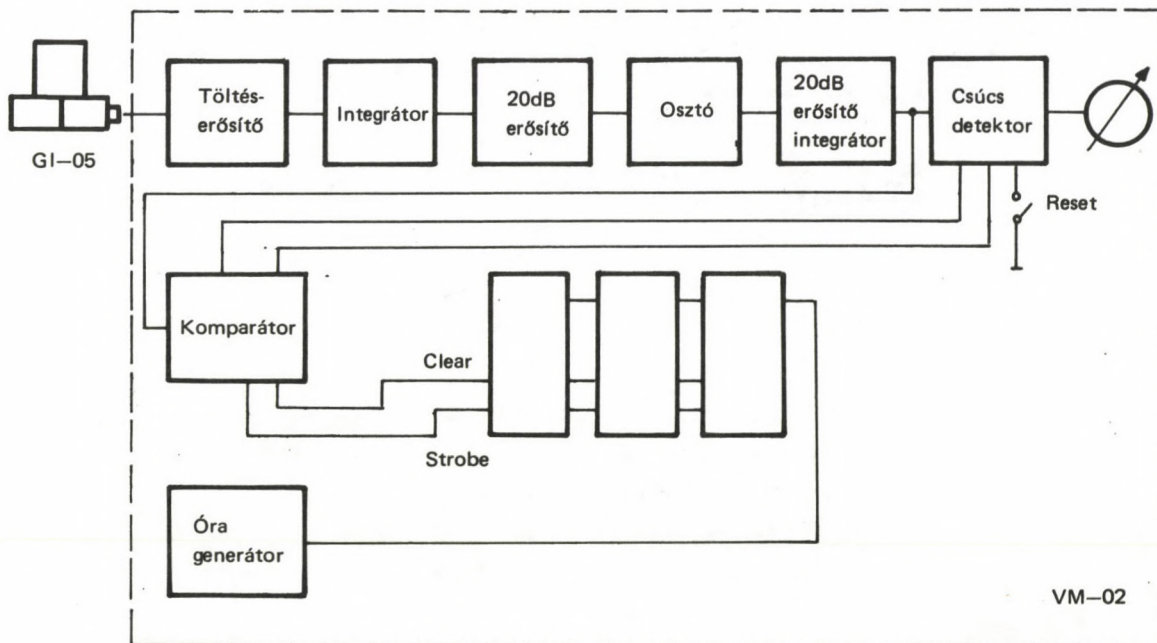 GI—05
Töltés-
erősítő
Integrátor
20dB
erősítő
Osztó
20dB
erősítő
integrátor
Csúcs
detektor
Reset
Komparátor
Clear
Strobe
Óra
generátor
VM—02